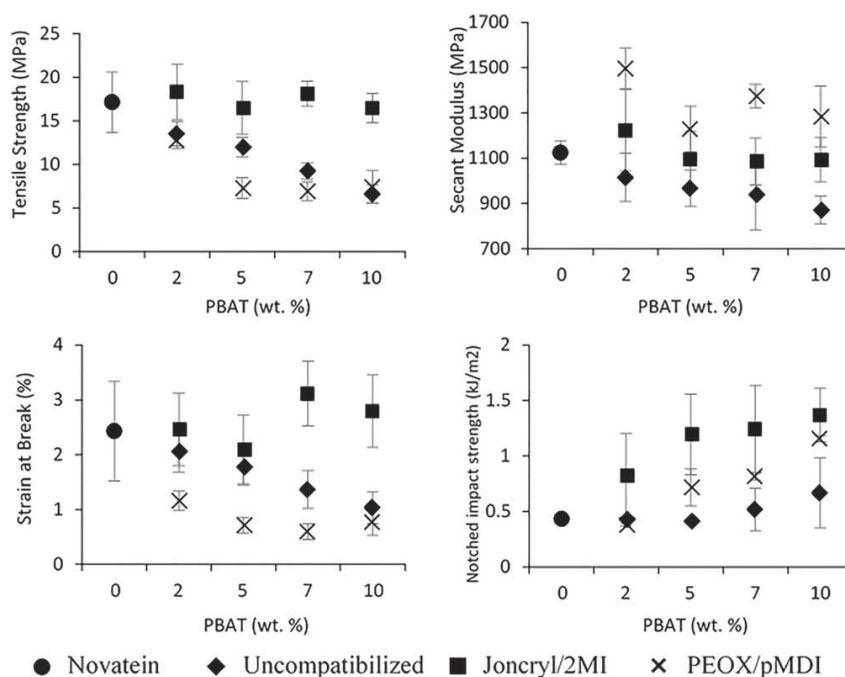 Tensile Strength (MPa)
25
20
15
10
5
0
0 2 5 7 10
PBAT (wt. %)
Secant Modulus (MPa)
1700
1500
1300
1100
900
700
0 2 5 7 10
PBAT (wt. %)
Strain at Break (%)
4
3
2
1
0
0 2 5 7 10
PBAT (wt. %)
Notched impact strength (kJ/m2)
2
1.5
1
0.5
0
0 2 5 7 10
PBAT (wt. %)
Novatein Uncompatibilized Joncryl/2MI PEOX/pMDI